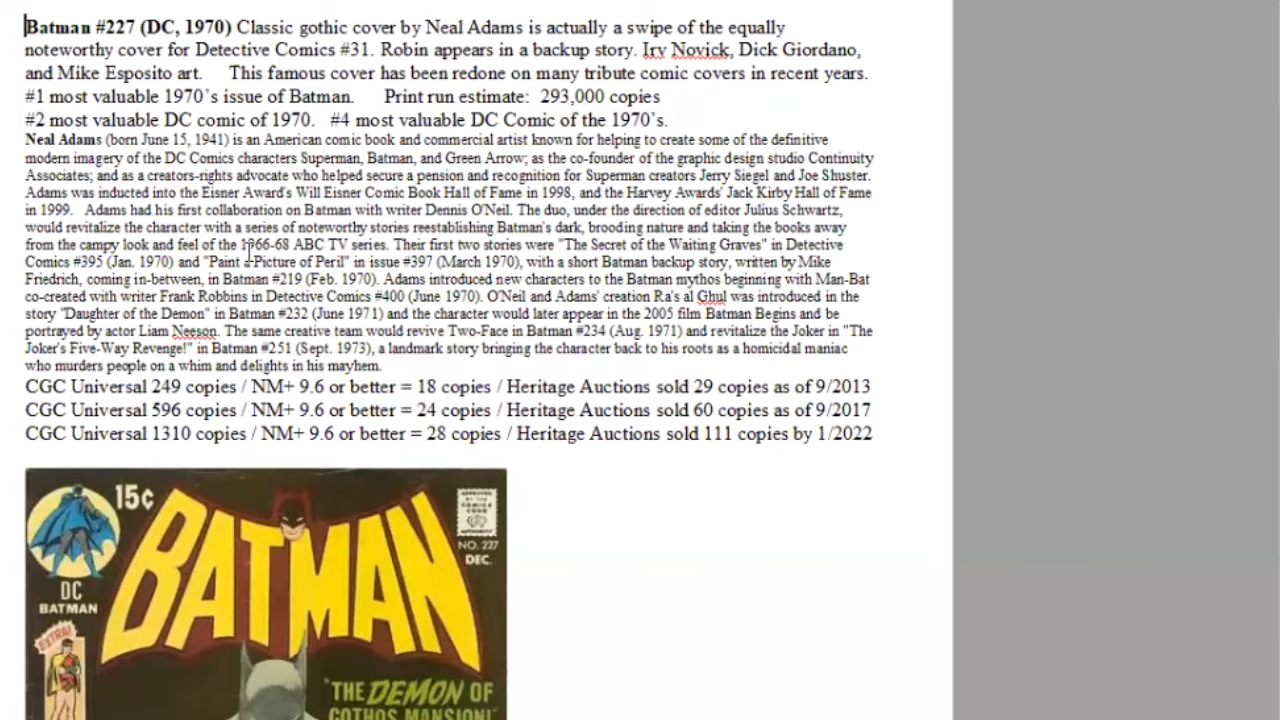 Batman #227 (DC, 1970) Classic gothic cover by Neal Adams is actually a swipe of the equally
noteworthy cover for Detective Comics #31. Robin appears in a backup story. Irv Novick, Dick Giordano,
and Mike Esposito art. This famous cover has been redone on many tribute comic covers in recent years.
#1 most valuable 1970's issue of Batman. Print run estimate: 293,000 copies
#2 most valuable DC comic of 1970. #4 most valuable DC Comic of the 1970's.
Neal Adams (born June 15, 1941) is an American comic book and commercial artist known for helping to create some of the definitive
modern imagery of the DC Comics characters Superman, Batman, and Green Arrow; as the co-founder of the graphic design studio Continuity
Associates; and as a creators-rights advocate who helped secure a pension and recognition for Superman creators Jerry Siegel and Joe Shuster.
Adams was inducted into the Eisner Award's Will Eisner Comic Book Hall of Fame in 1998, and the Harvey Awards' Jack Kirby Hall of Fame
in 1999. Adams had his first collaboration on Batman with writer Dennis O'Neil. The duo, under the direction of editor Julius Schwartz,
would revitalize the character with a series of noteworthy stories reestablishing Batman's dark, brooding nature and taking the books away
from the campy look and feel of the 1966-68 ABC TV series. Their first two stories were "The Secret of the Waiting Graves" in Detective
Comics #395 (Jan. 1970) and "Paint a Picture of Peril" in issue #397 (March 1970), with a short Batman backup story, written by Mike
Friedrich, coming in-between, in Batman #219 (Feb. 1970). Adams introduced new characters to the Batman mythos beginning with Man-Bat
co-created with writer Frank Robbins in Detective Comics #400 (June 1970). O'Neil and Adams' creation Ra's al Ghul was introduced in the
story "Daughter of the Demon" in Batman #232 (June 1971) and the character would later appear in the 2005 film Batman Begins and be
portrayed by actor Liam Neeson. The same creative team would revive Two-Face in Batman #234 (Aug. 1971) and revitalize the Joker in "The
Joker's Five-Way Revenge!" in Batman #251 (Sept. 1973), a landmark story bringing the character back to his roots as a homicidal maniac
who murders people on a whim and delights in his mayhem.
CGC Universal 249 copies / NM+ 9.6 or better = 18 copies / Heritage Auctions sold 29 copies as of 9/2013
CGC Universal 596 copies / NM+ 9.6 or better = 24 copies / Heritage Auctions sold 60 copies as of 9/2017
CGC Universal 1310 copies / NM+ 9.6 or better = 28 copies / Heritage Auctions sold 111 copies by 1/2022
15¢
BATMAN
APPROVED
BY THE
COMICS
CODE
AUTHORITY
NO. 227
DEC.
DC
BATMAN
EXTRA!
"THE DEMON OF
GOTHOS MANSION!"